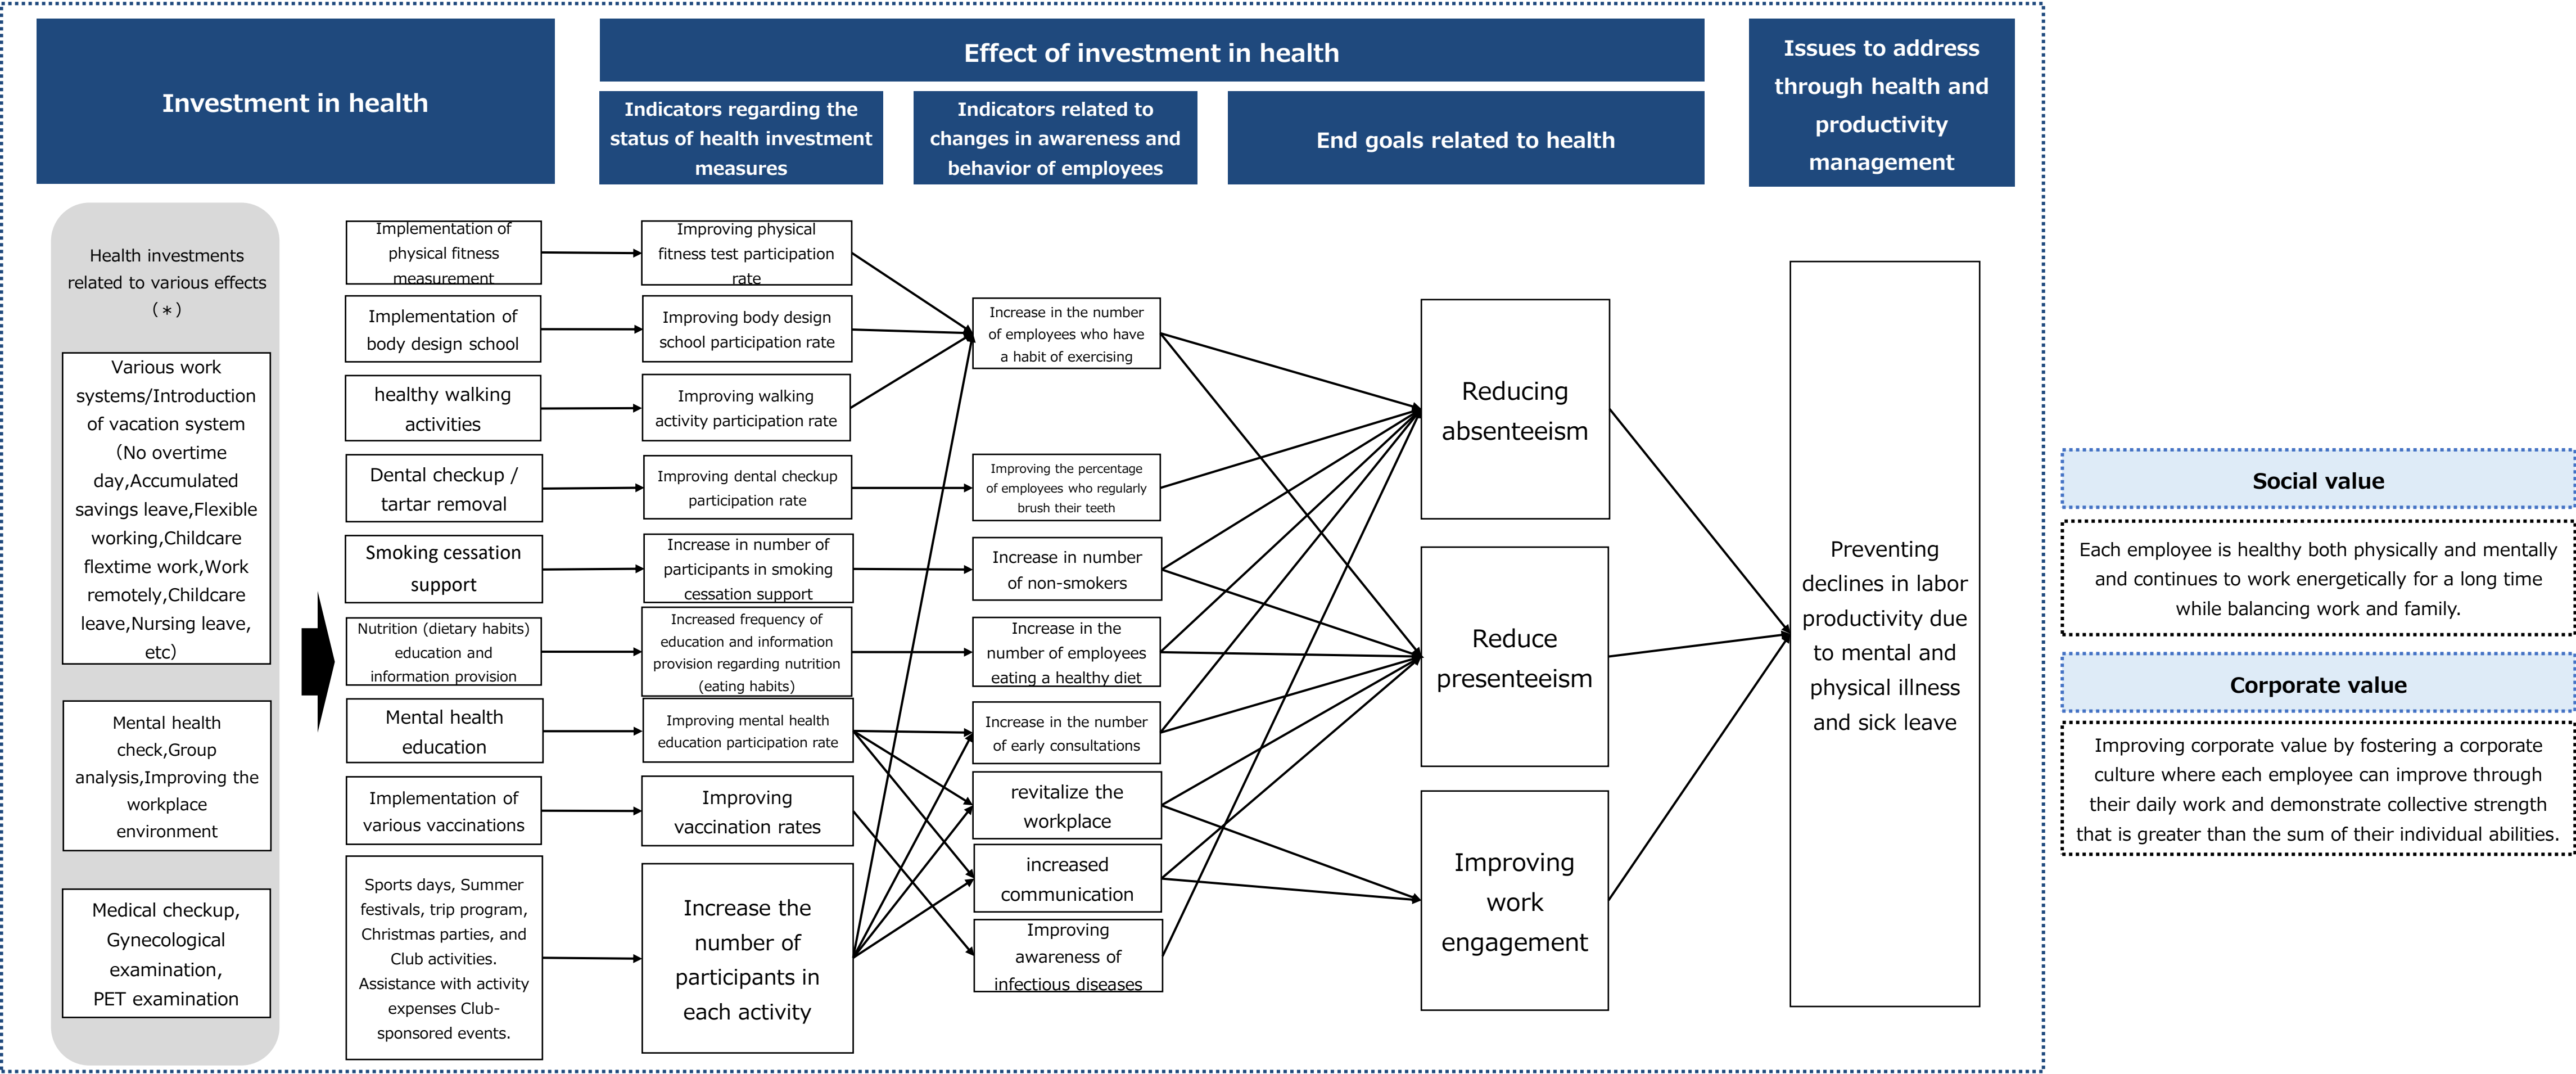 Investment in health
Effect of investment in health
Indicators regarding the
status of health investment
measures
Indicators related to
changes in awareness and
behavior of employees
End goals related to health
Issues to address
through health and
productivity
management
Health investments
related to various effects
(＊)
Various work
systems/Introduction
of vacation system
(No overtime
day,Accumulated
savings leave,Flexible
working,Childcare
flextime work,Work
remotely,Childcare
leave,Nursing leave,
etc)
Mental health
check,Group
analysis,Improving the
workplace
environment
Medical checkup,
Gynecological
examination,
PET examination
Implementation of
physical fitness
measurement
Implementation of
body design school
healthy walking
activities
Dental checkup /
tartar removal
Smoking cessation
support
Nutrition (dietary habits)
education and
information provision
Mental health
education
Implementation of
various vaccinations
Sports days, Summer
festivals, trip program,
Christmas parties, and
Club activities.
Assistance with activity
expenses Club-
sponsored events.
Improving physical
fitness test participation
rate
Improving body design
school participation rate
Improving walking
activity participation rate
Improving dental checkup
participation rate
Increase in number of
participants in smoking
cessation support
Increased frequency of
education and information
provision regarding nutrition
(eating habits)
Improving mental health
education participation rate
Improving
vaccination rates
Increase the
number of
participants in
each activity
Increase in the number
of employees who have
a habit of exercising
Improving the percentage
of employees who regularly
brush their teeth
Increase in number
of non-smokers
Increase in the
number of employees
eating a healthy diet
Increase in the number
of early consultations
revitalize the
workplace
increased
communication
Improving
awareness of
infectious diseases
Reducing
absenteeism
Reduce
presenteeism
Improving
work
engagement
Preventing
declines in labor
productivity due
to mental and
physical illness
and sick leave
Social value
Each employee is healthy both physically and mentally
and continues to work energetically for a long time
while balancing work and family.
Corporate value
Improving corporate value by fostering a corporate
culture where each employee can improve through
their daily work and demonstrate collective strength
that is greater than the sum of their individual abilities.